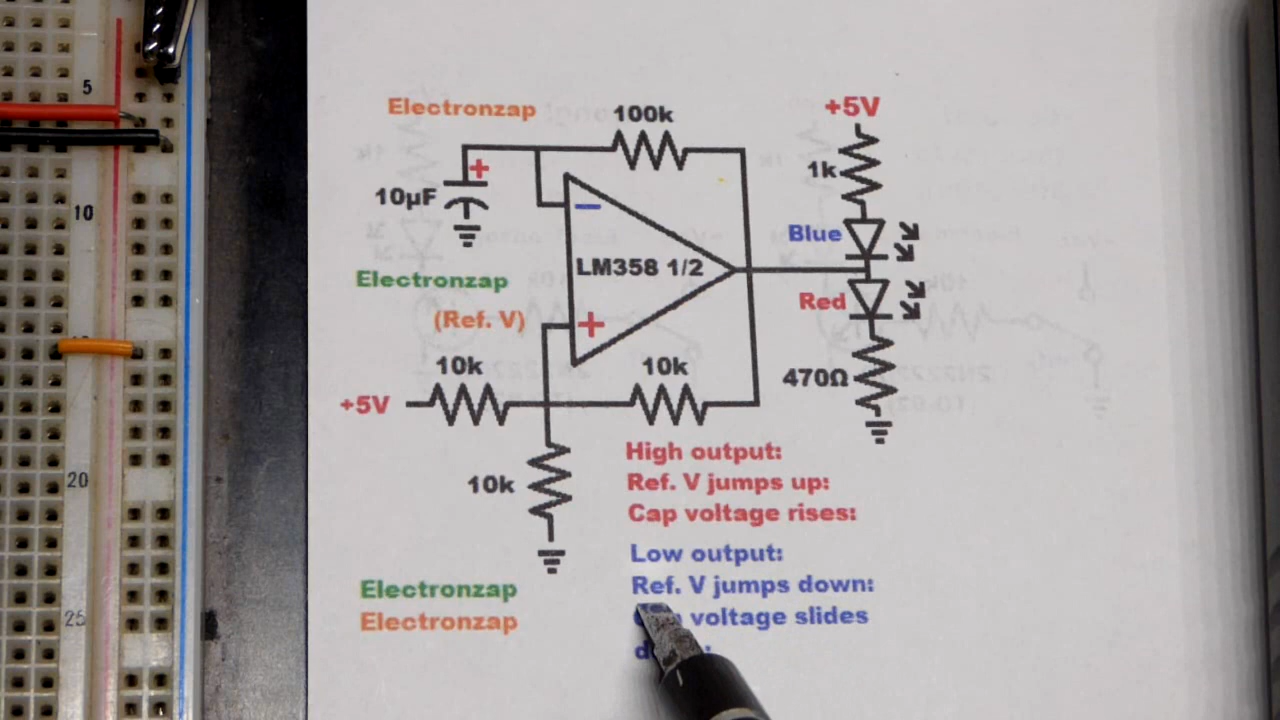 5
10
20
25
Electronzap
100k
+5V
+
1k
10µF
Blue
−
LM358 1/2
Electronzap
Red
(Ref. V)
+
10k
10k
470Ω
+5V
10k
High output:
Ref. V jumps up:
Cap voltage rises:
Low output:
Ref. V jumps down:
voltage slides
Electronzap
Electronzap